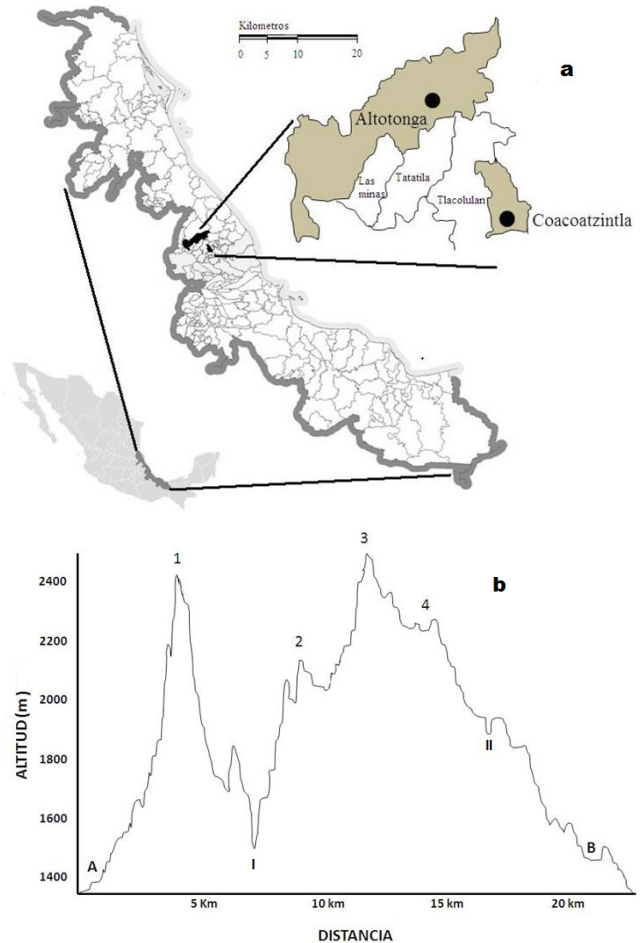 Kilometros
0 5 10 20
a
Altotonga
Las
minas
Tatatila
Tlacolulan
Coacoatzintla
b
ALTITUD(m)
2400
2200
2000
1800
1600
1400
1
2
3
4
A
I
II
B
5 Km
10 km
15 km
20 km
DISTANCIA